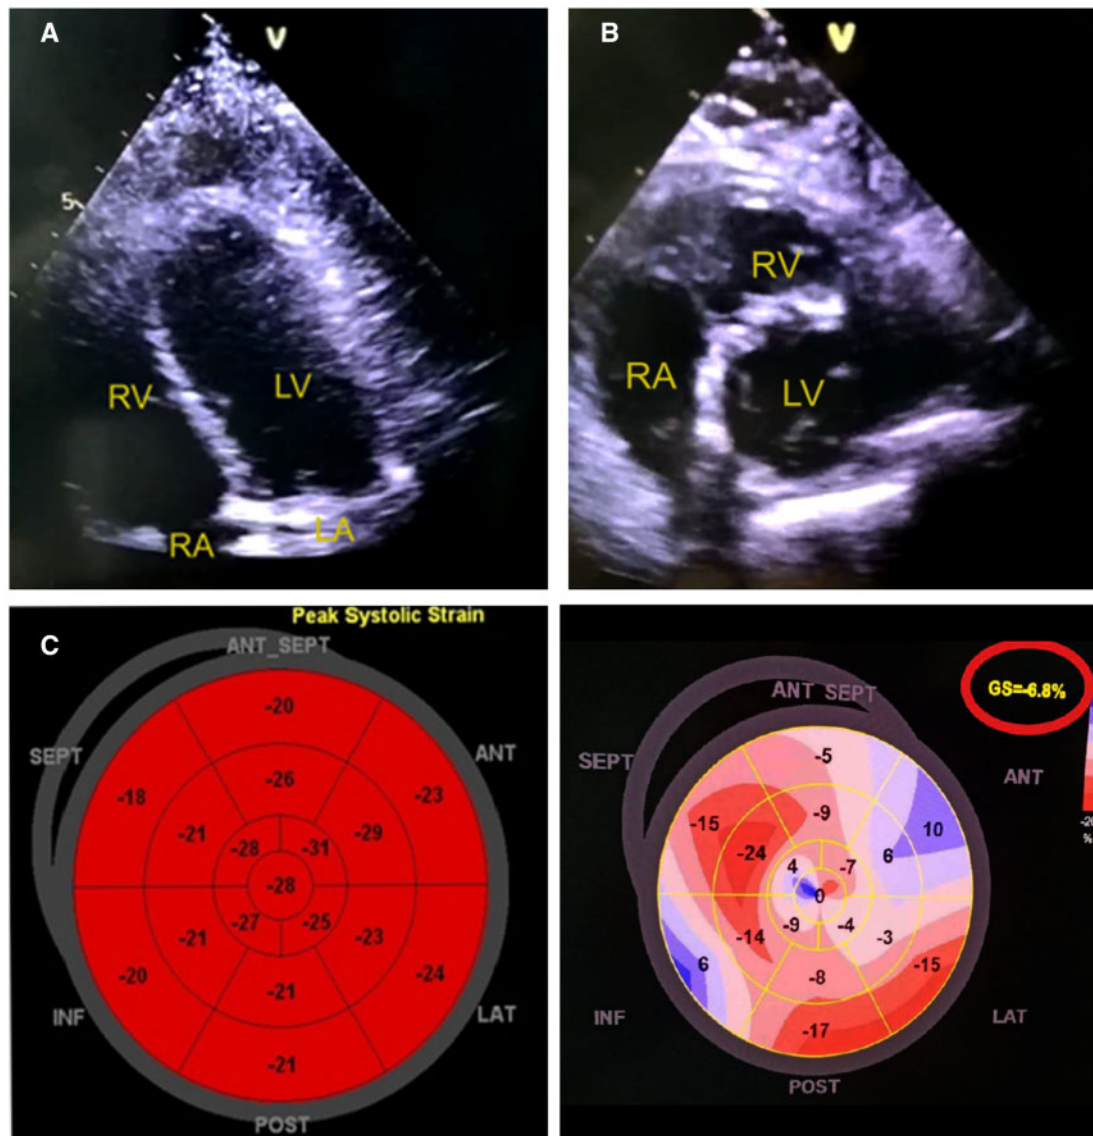 A
V
5
RV
LV
RA
LA
B
V
RV
RA
LV
C
Peak Systolic Strain
ANT_SEPT
SEPT
ANT
INF
LAT
POST
-20
-18
-26
-23
-21
-28
-31
-29
-28
-27
-25
-21
-23
-20
-21
-24
-21
GS=-6.8%
ANT SEPT
SEPT
ANT
INF
LAT
POST
-5
-15
-9
10
-24
4
-7
6
0
-9
-4
-14
-3
6
-8
-15
-17
-20
%